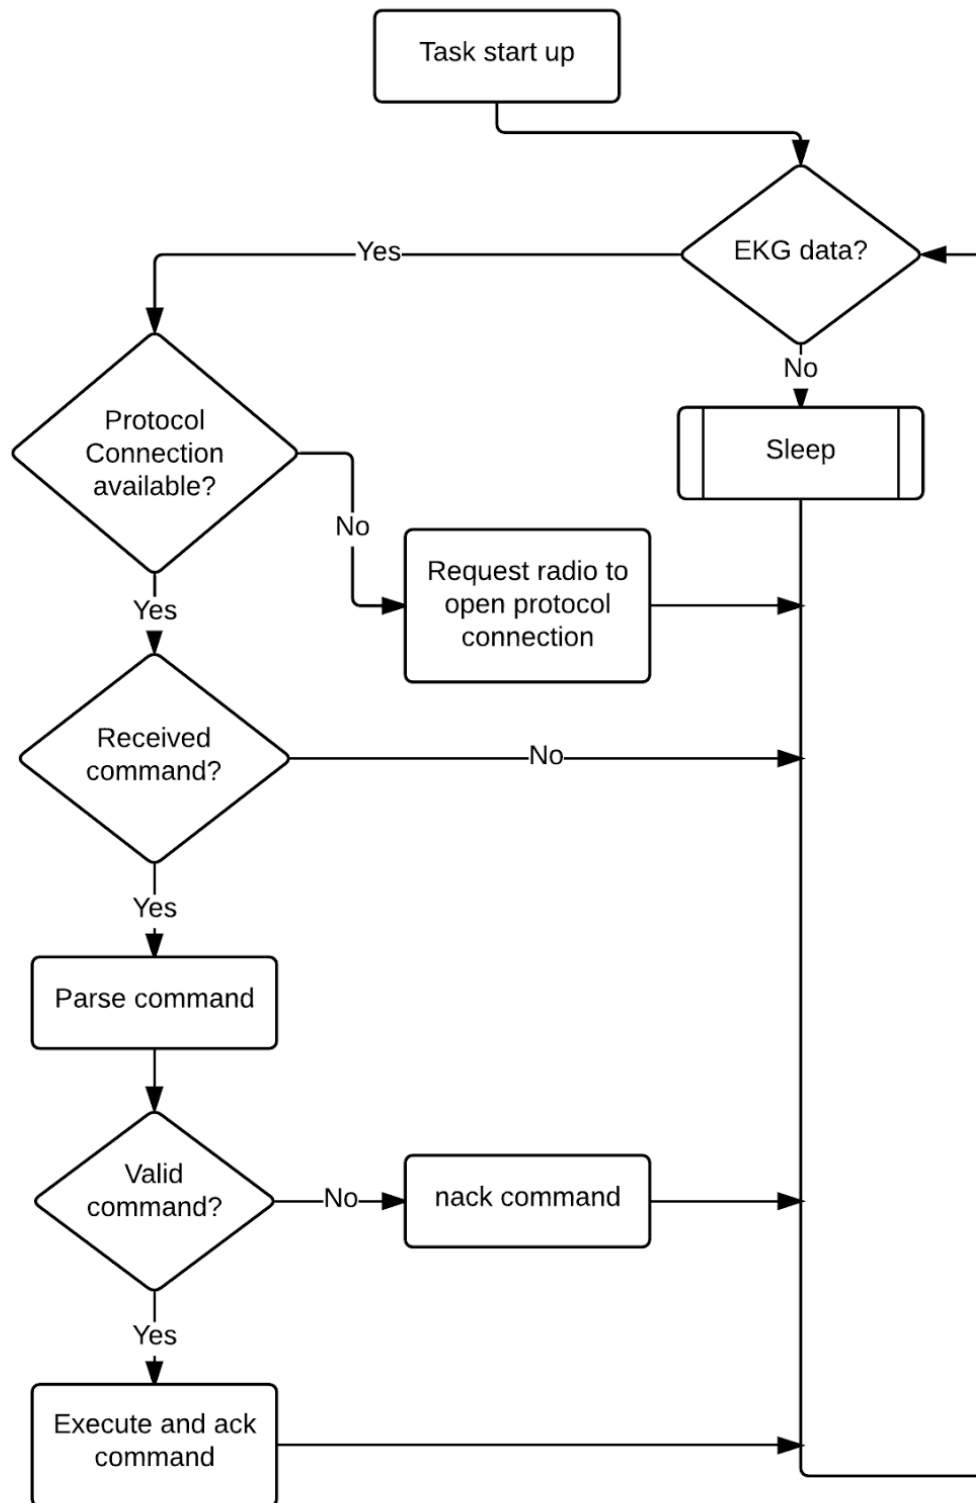 Task start up
EKG data?
Yes
No
Sleep
Protocol
Connection
available?
No
Request radio to
open protocol
connection
Yes
Received
command?
No
Yes
Parse command
Valid
command?
No
nack command
Yes
Execute and ack
command